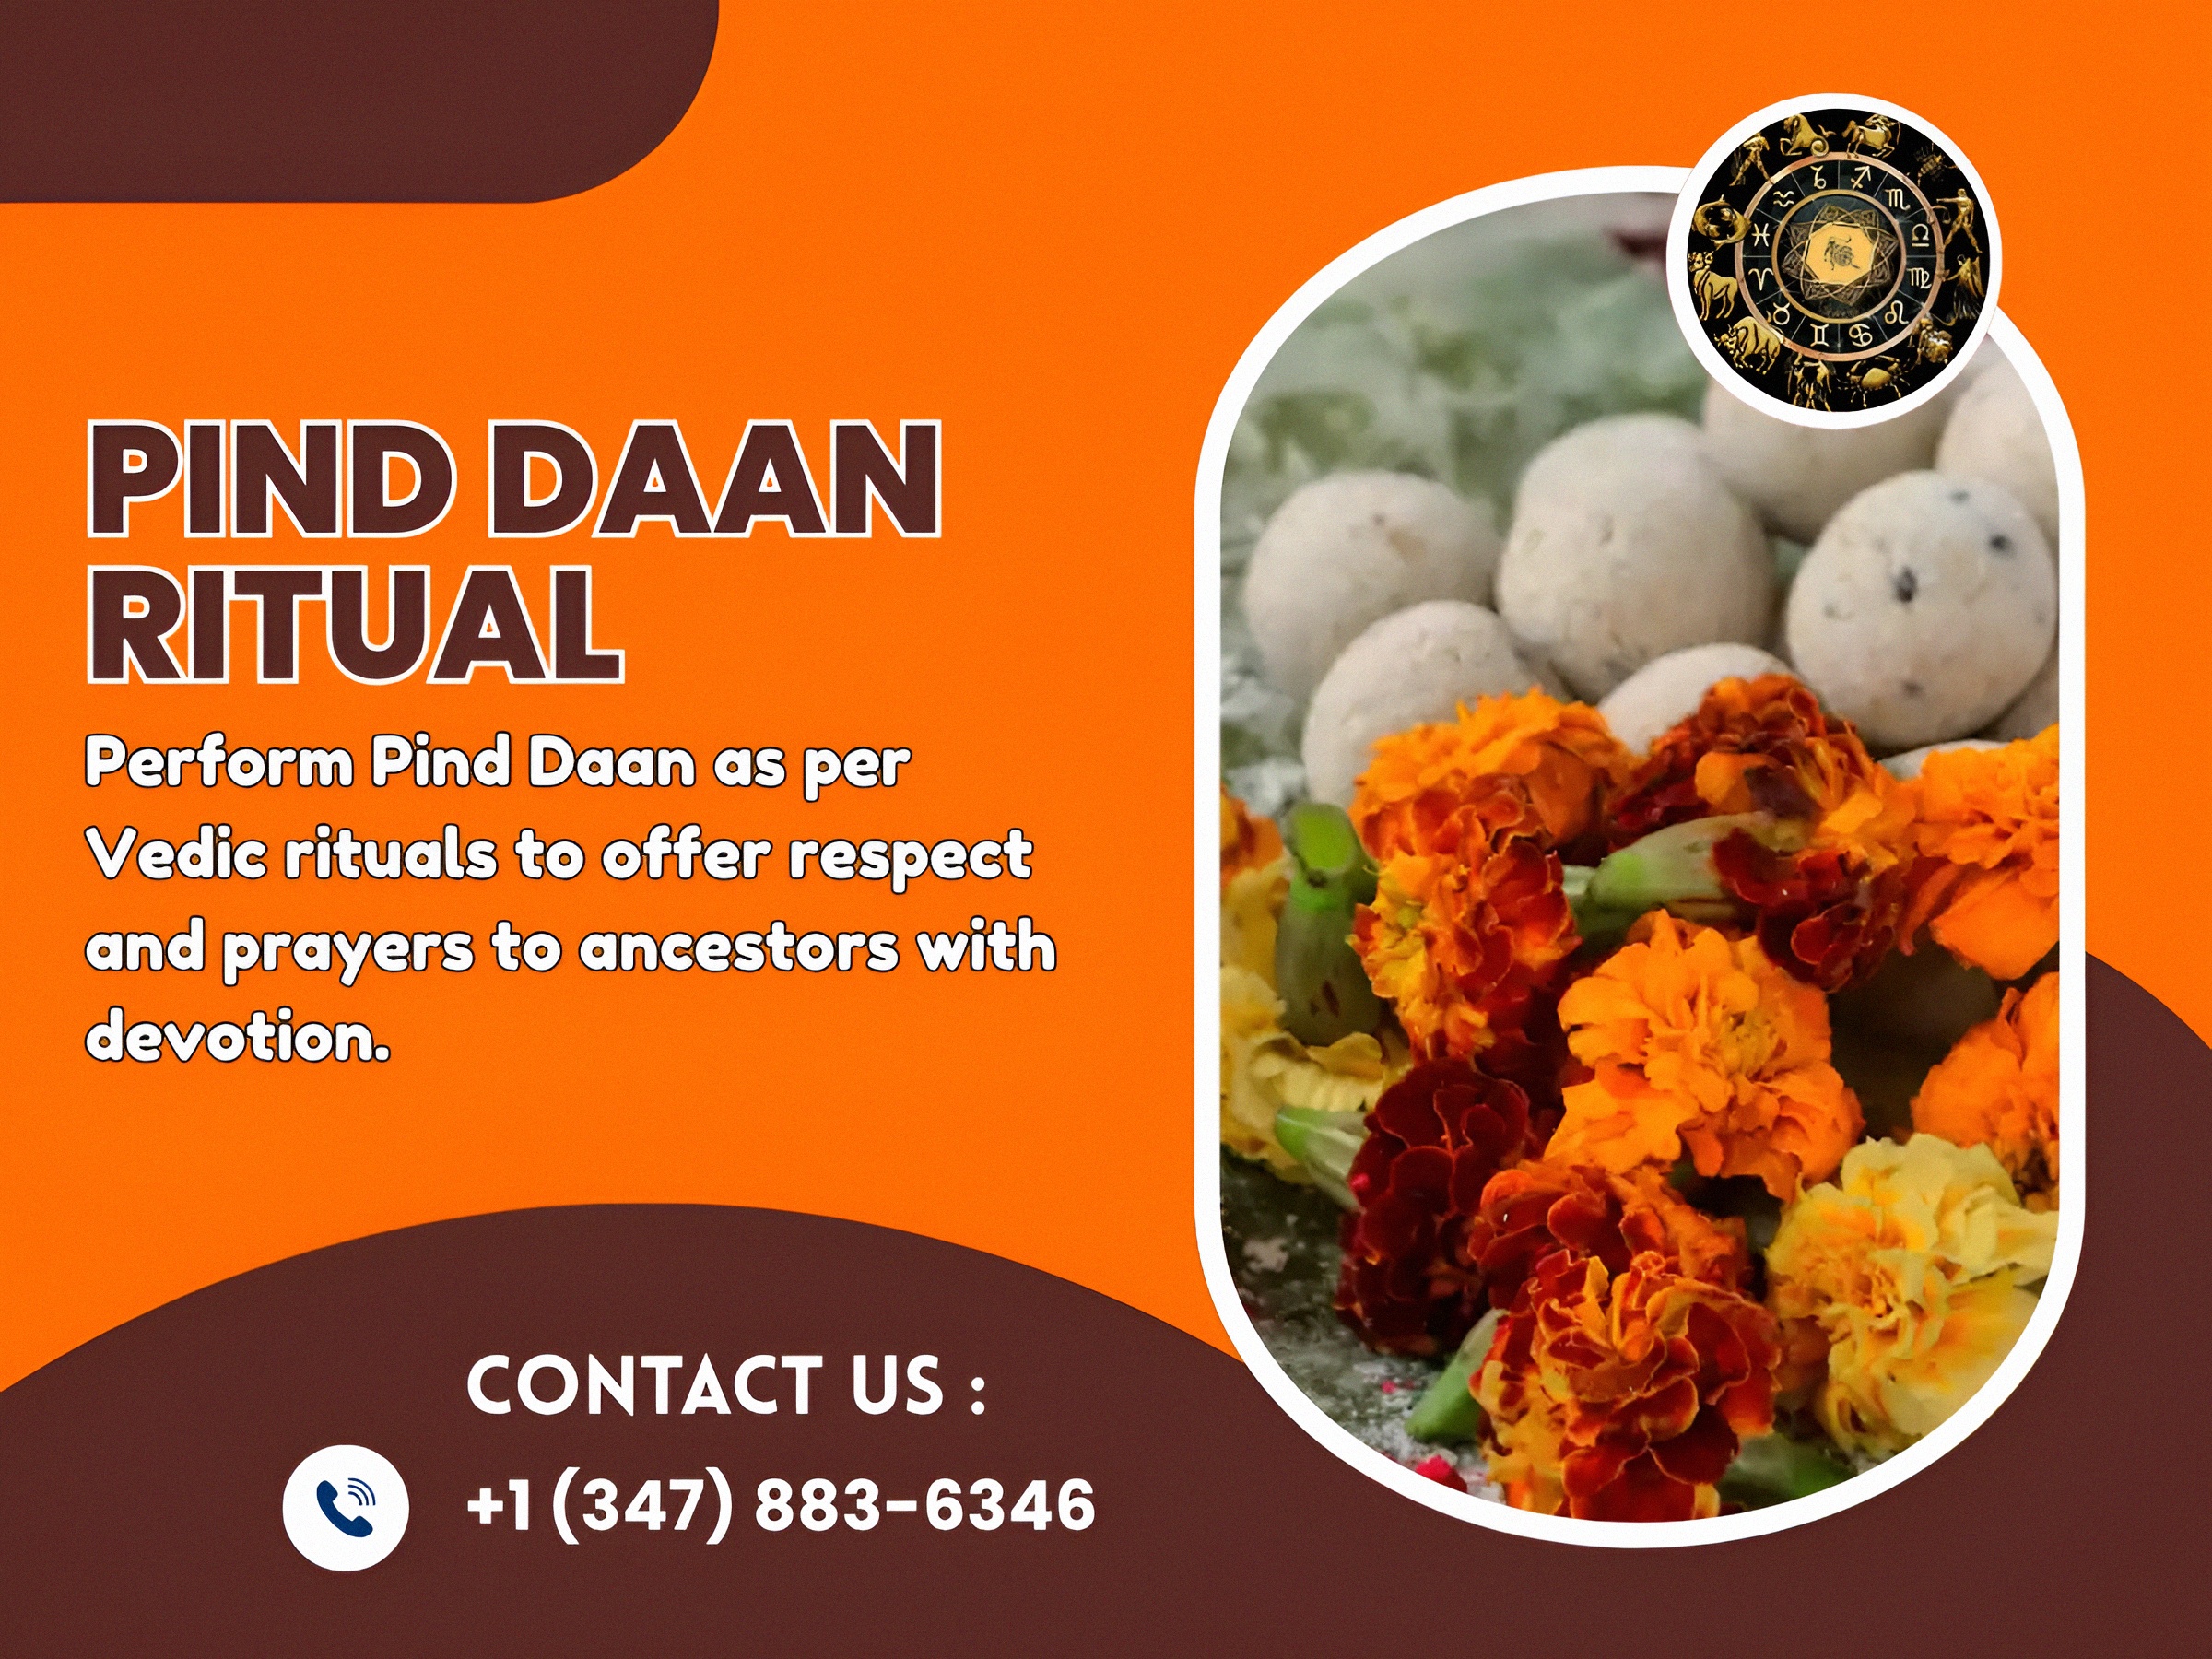 PIND DAAN
RITUAL
Perform Pind Daan as per
Vedic rituals to offer respect
and prayers to ancestors with
devotion.
CONTACT US :
+1 (347) 883-6346